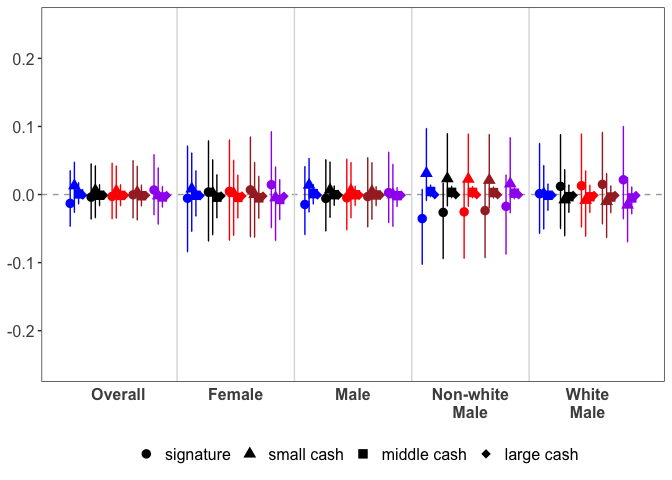 0.2
0.1
0.0
-0.1
-0.2
Overall Female Male Non-white White
Male Male
signature small cash middle cash large cash